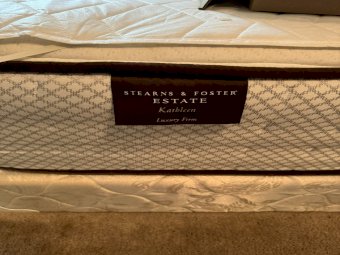 STEARNS & FOSTER®
ESTATE
Kathleen
Luxury Firm